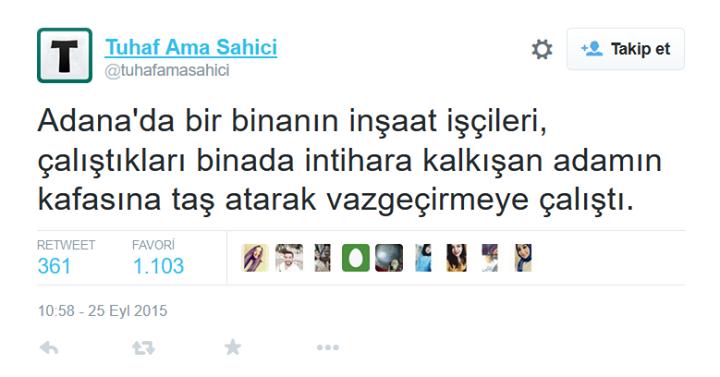 T
Tuhaf Ama Sahici
@tuhafamasahici
Takip et
Adana'da bir binanın inşaat işçileri,
çalıştıkları binada intihara kalkışan adamın
kafasına taş atarak vazgeçirmeye çalıştı.
RETWEET FAVORİ
361 1.103
10:58 - 25 Eyl 2015